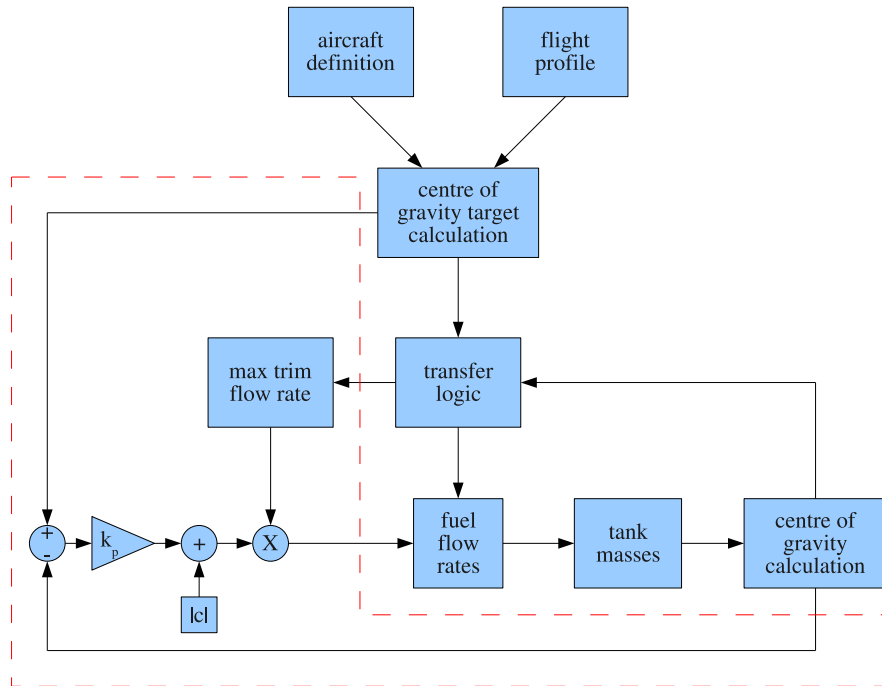 aircraft
definition
flight
profile
centre of
gravity target
calculation
max trim
flow rate
transfer
logic
+
-
k_p
+
X
fuel
flow
rates
tank
masses
centre of
gravity
calculation
|c|